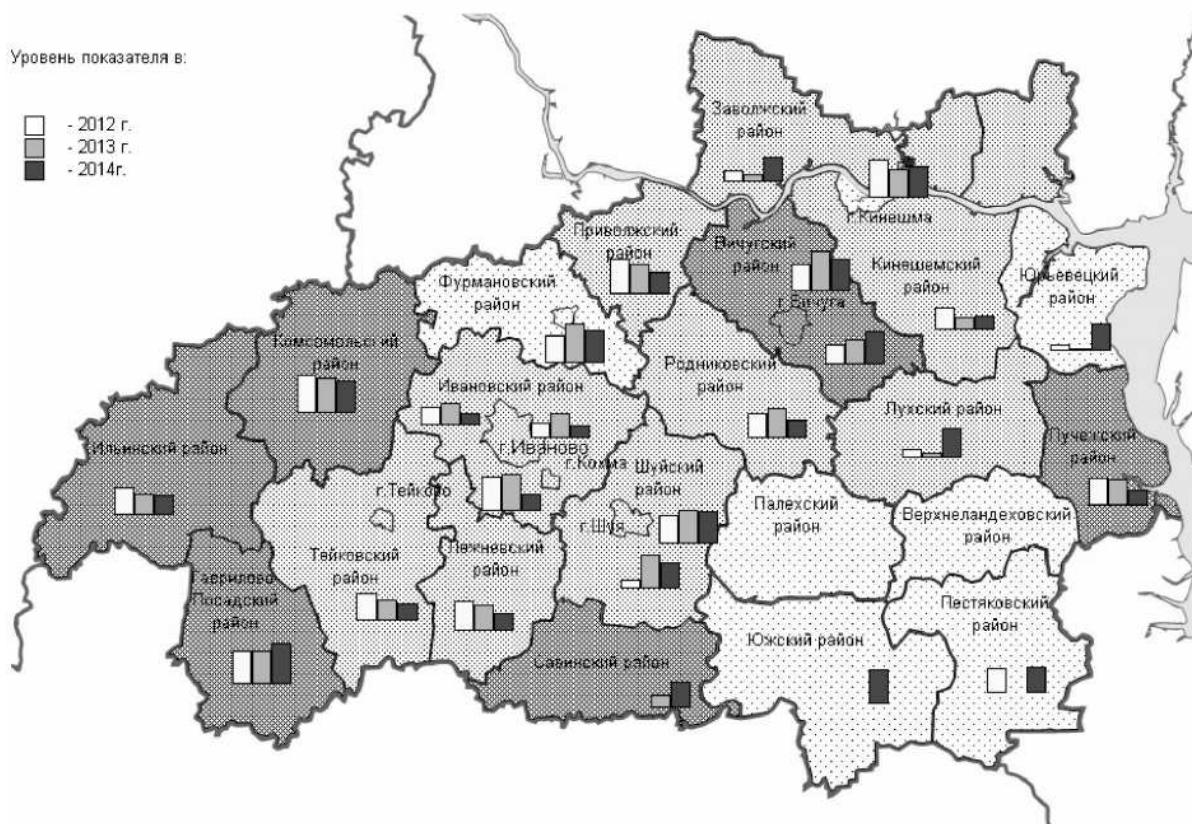 Уровень показателя в:
- 2012 г.
- 2013 г.
- 2014г.
Заволжский
район
г.Кинешма
Приволжский
район
Вичугский
район
Кинешемский
район
Юрьевецкий
район
Фурмановский
район
г.Вичуга
Комсомольский
район
Родниковский
район
Ивановский район
Лухский район
Ильинский район
г.Иваново
г.Кохма
Пучежский
район
Шуйский
район
г.Тейково
Палехский
район
Верхнеландеховский
район
г.Шуя
Тейковский
район
Лежневский
район
Гаврилово
Посадский
район
Пестяковский
район
Южский район
Савинский район